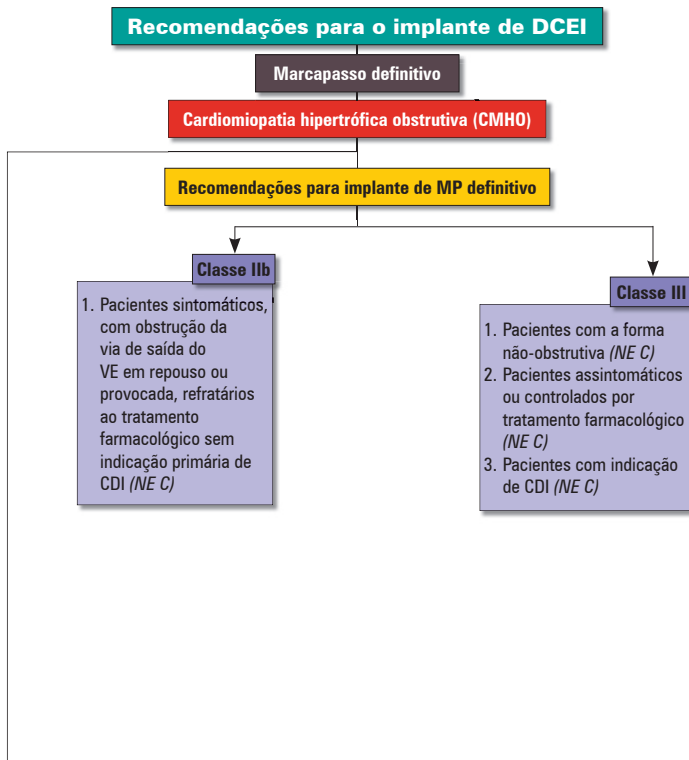 Recomendações para o implante de DCEI
Marcapasso definitivo
Cardiomiopatia hipertrófica obstrutiva (CMHO)
Recomendações para implante de MP definitivo
Classe IIb
1. Pacientes sintomáticos,
com obstrução da
via de saída do
VE em repouso ou
provocada, refratários
ao tratamento
farmacológico sem
indicação primária de
CDI (NE C)
Classe III
1. Pacientes com a forma
não-obstrutiva (NE C)
2. Pacientes assintomáticos
ou controlados por
tratamento farmacológico
(NE C)
3. Pacientes com indicação
de CDI (NE C)